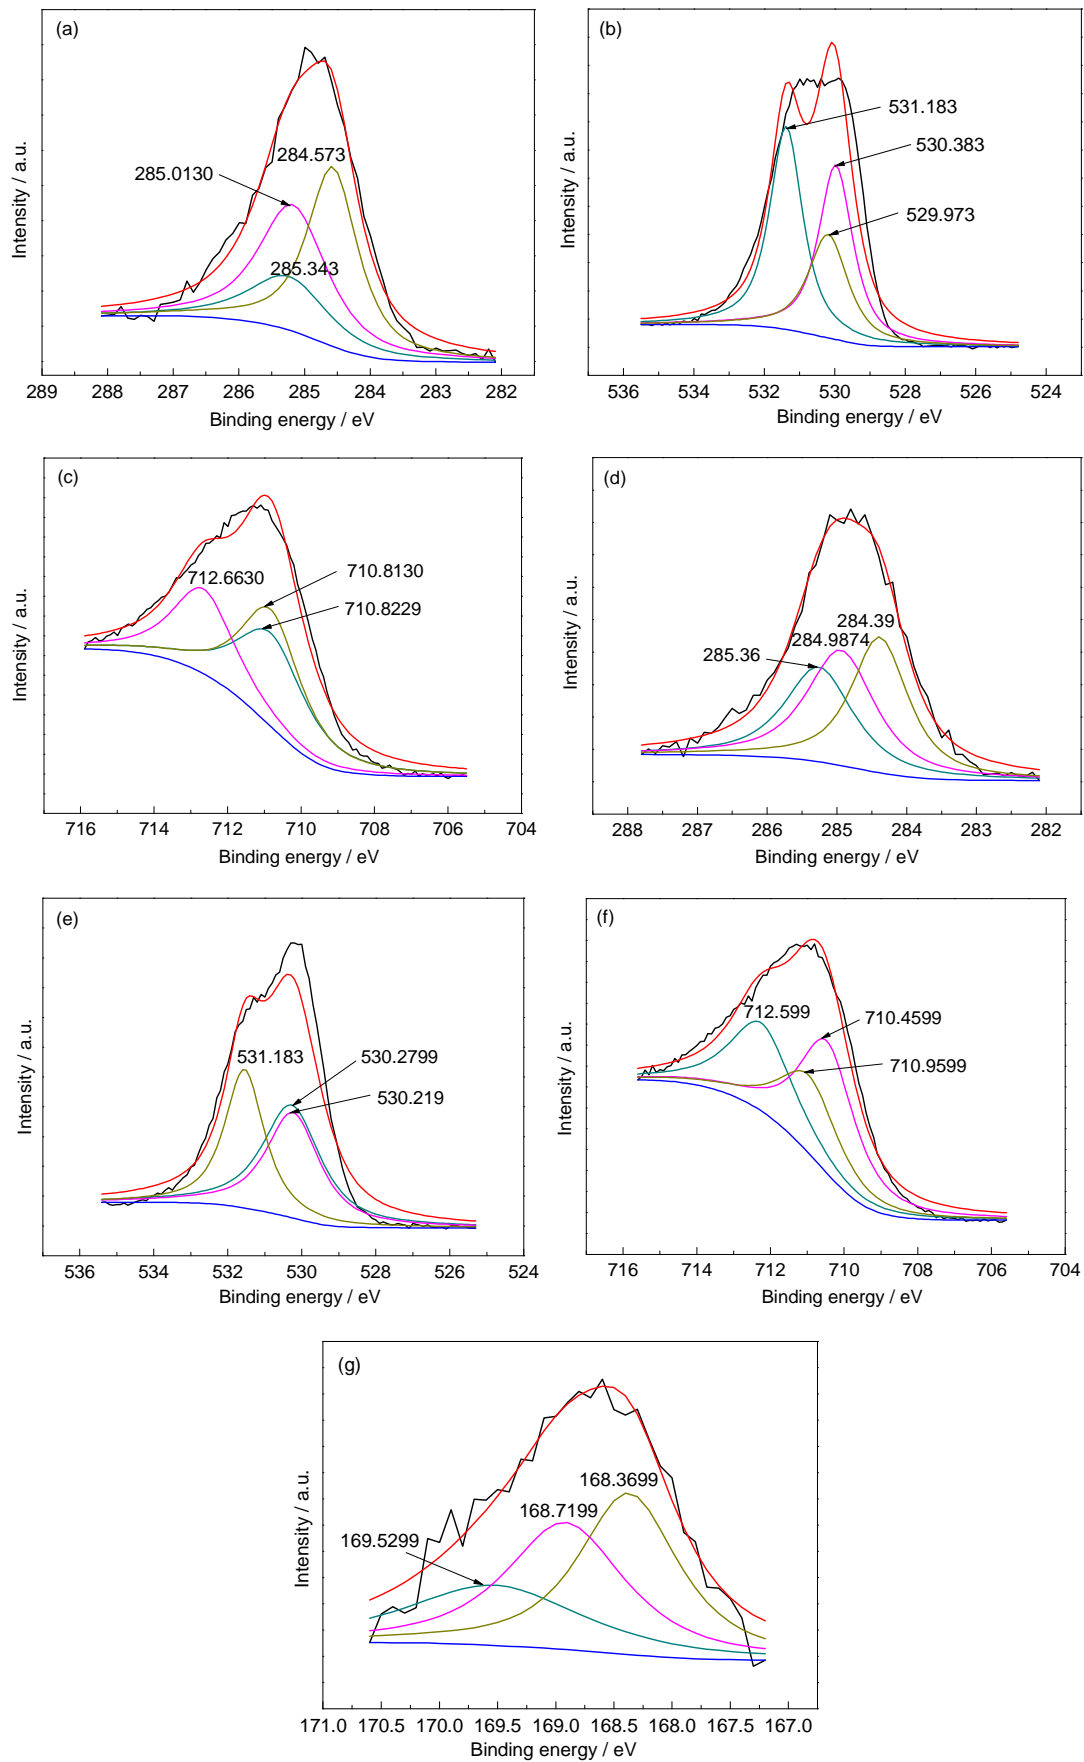 (a)
284.573
285.0130
285.343
Intensity / a.u.
289 288 287 286 285 284 283 282
Binding energy / eV
(b)
531.183
530.383
529.973
Intensity / a.u.
536 534 532 530 528 526 524
Binding energy / eV
(c)
712.6630
710.8130
710.8229
Intensity / a.u.
716 714 712 710 708 706 704
Binding energy / eV
(d)
284.39
284.9874
285.36
Intensity / a.u.
288 287 286 285 284 283 282
Binding energy / eV
(e)
531.183
530.2799
530.219
Intensity / a.u.
536 534 532 530 528 526 524
Binding energy / eV
(f)
712.599
710.4599
710.9599
Intensity / a.u.
716 714 712 710 708 706 704
Binding energy / eV
(g)
168.3699
168.7199
169.5299
Intensity / a.u.
171.0 170.5 170.0 169.5 169.0 168.5 168.0 167.5 167.0
Binding energy / eV